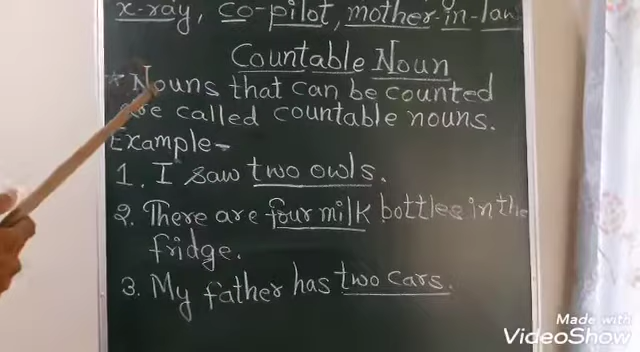 x-ray, co-pilot, mother-in-law
Countable Noun
* Nouns that can be counted
are called countable nouns.
Example-
1. I saw two owls.
2. There are four milk bottles in the
fridge.
3. My father has two cars.
Made with
VideoShow